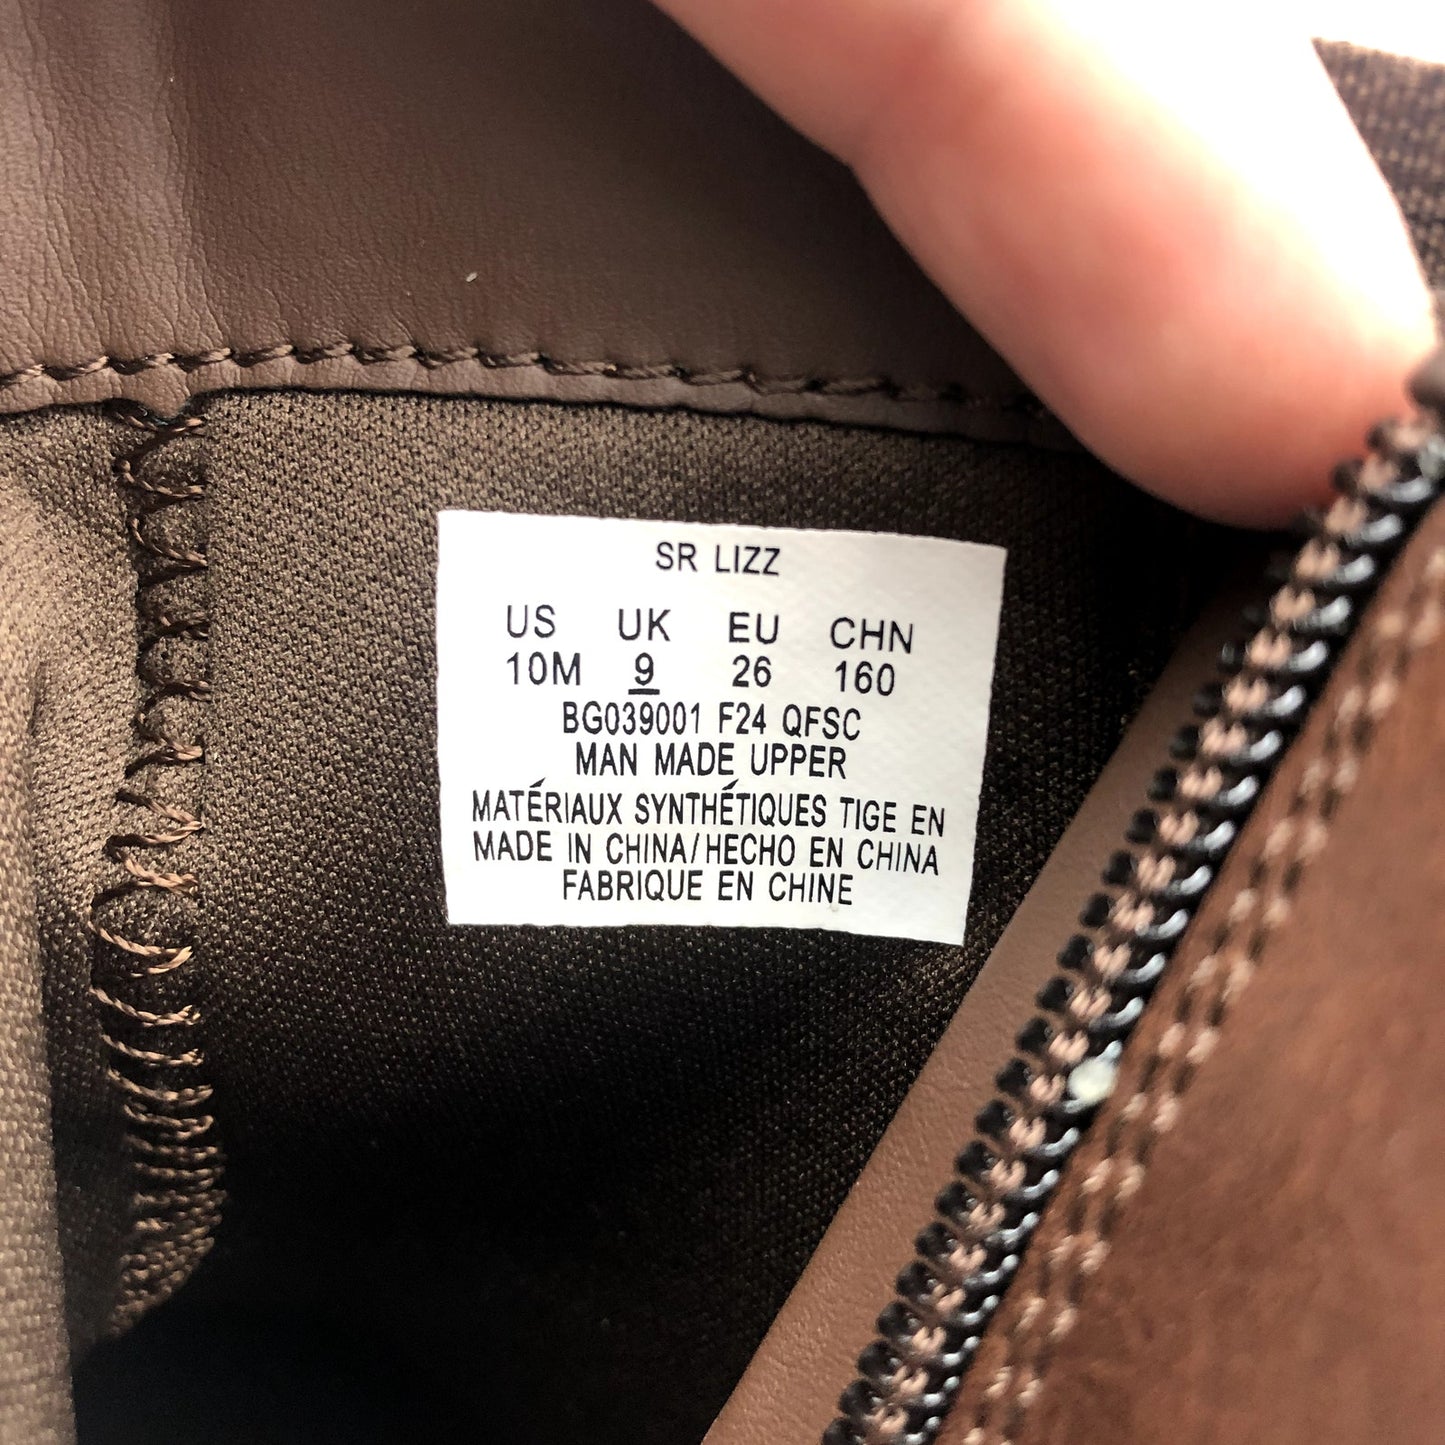 SR LIZZ
US UK EU CHN
10M 9 26 160
BG039001 F24 QFSC
MAN MADE UPPER
MATÉRIAUX SYNTHÉTIQUES TIGE EN
MADE IN CHINA/HECHO EN CHINA
FABRIQUE EN CHINE